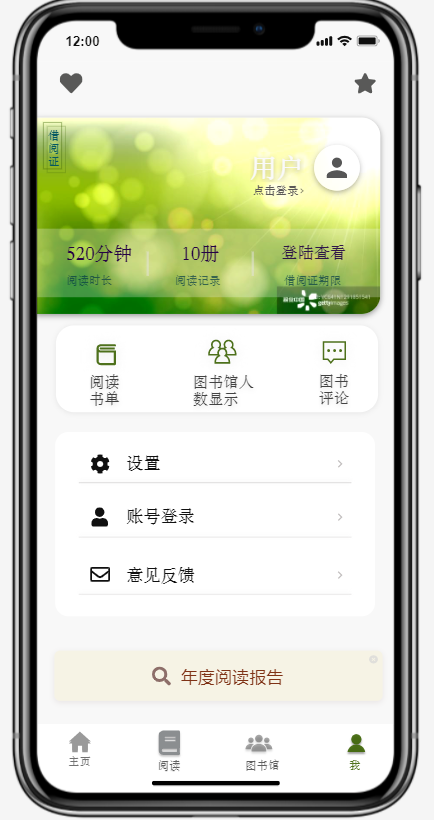 12:00
借
阅
证
用户
点击登录›
520分钟
10册
登陆查看
阅读时长
阅读记录
借阅证期限
阅读
书单
图书馆人
数显示
图书
评论
设置
账号登录
意见反馈
年度阅读报告
主页
阅读
图书馆
我